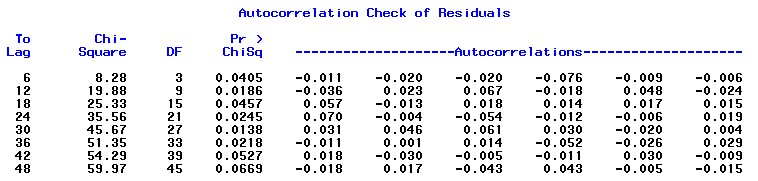 Autocorrelation Check of Residuals
To Chi- Pr >
Lag Square DF ChiSq --------------------Autocorrelations--------------------
6 8.28 3 0.0405 -0.011 -0.020 -0.020 -0.076 -0.009 -0.006
12 19.88 9 0.0186 -0.036 0.023 0.067 -0.018 0.048 -0.024
18 25.33 15 0.0457 0.057 -0.013 0.018 0.014 0.017 0.015
24 35.56 21 0.0245 0.070 -0.004 -0.054 -0.012 -0.006 0.019
30 45.67 27 0.0138 0.031 0.046 0.061 0.030 -0.020 0.004
36 51.35 33 0.0218 -0.011 0.001 0.014 -0.052 -0.026 0.029
42 54.29 39 0.0527 0.018 -0.030 -0.005 -0.011 0.030 -0.009
48 59.97 45 0.0669 -0.018 0.017 -0.043 0.043 -0.005 -0.015